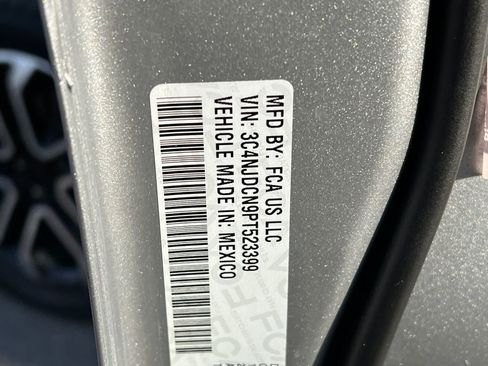 MFD BY: FCA US LLC
VIN: 3C4NJDCN9PT523399
VEHICLE MADE IN: MEXICO